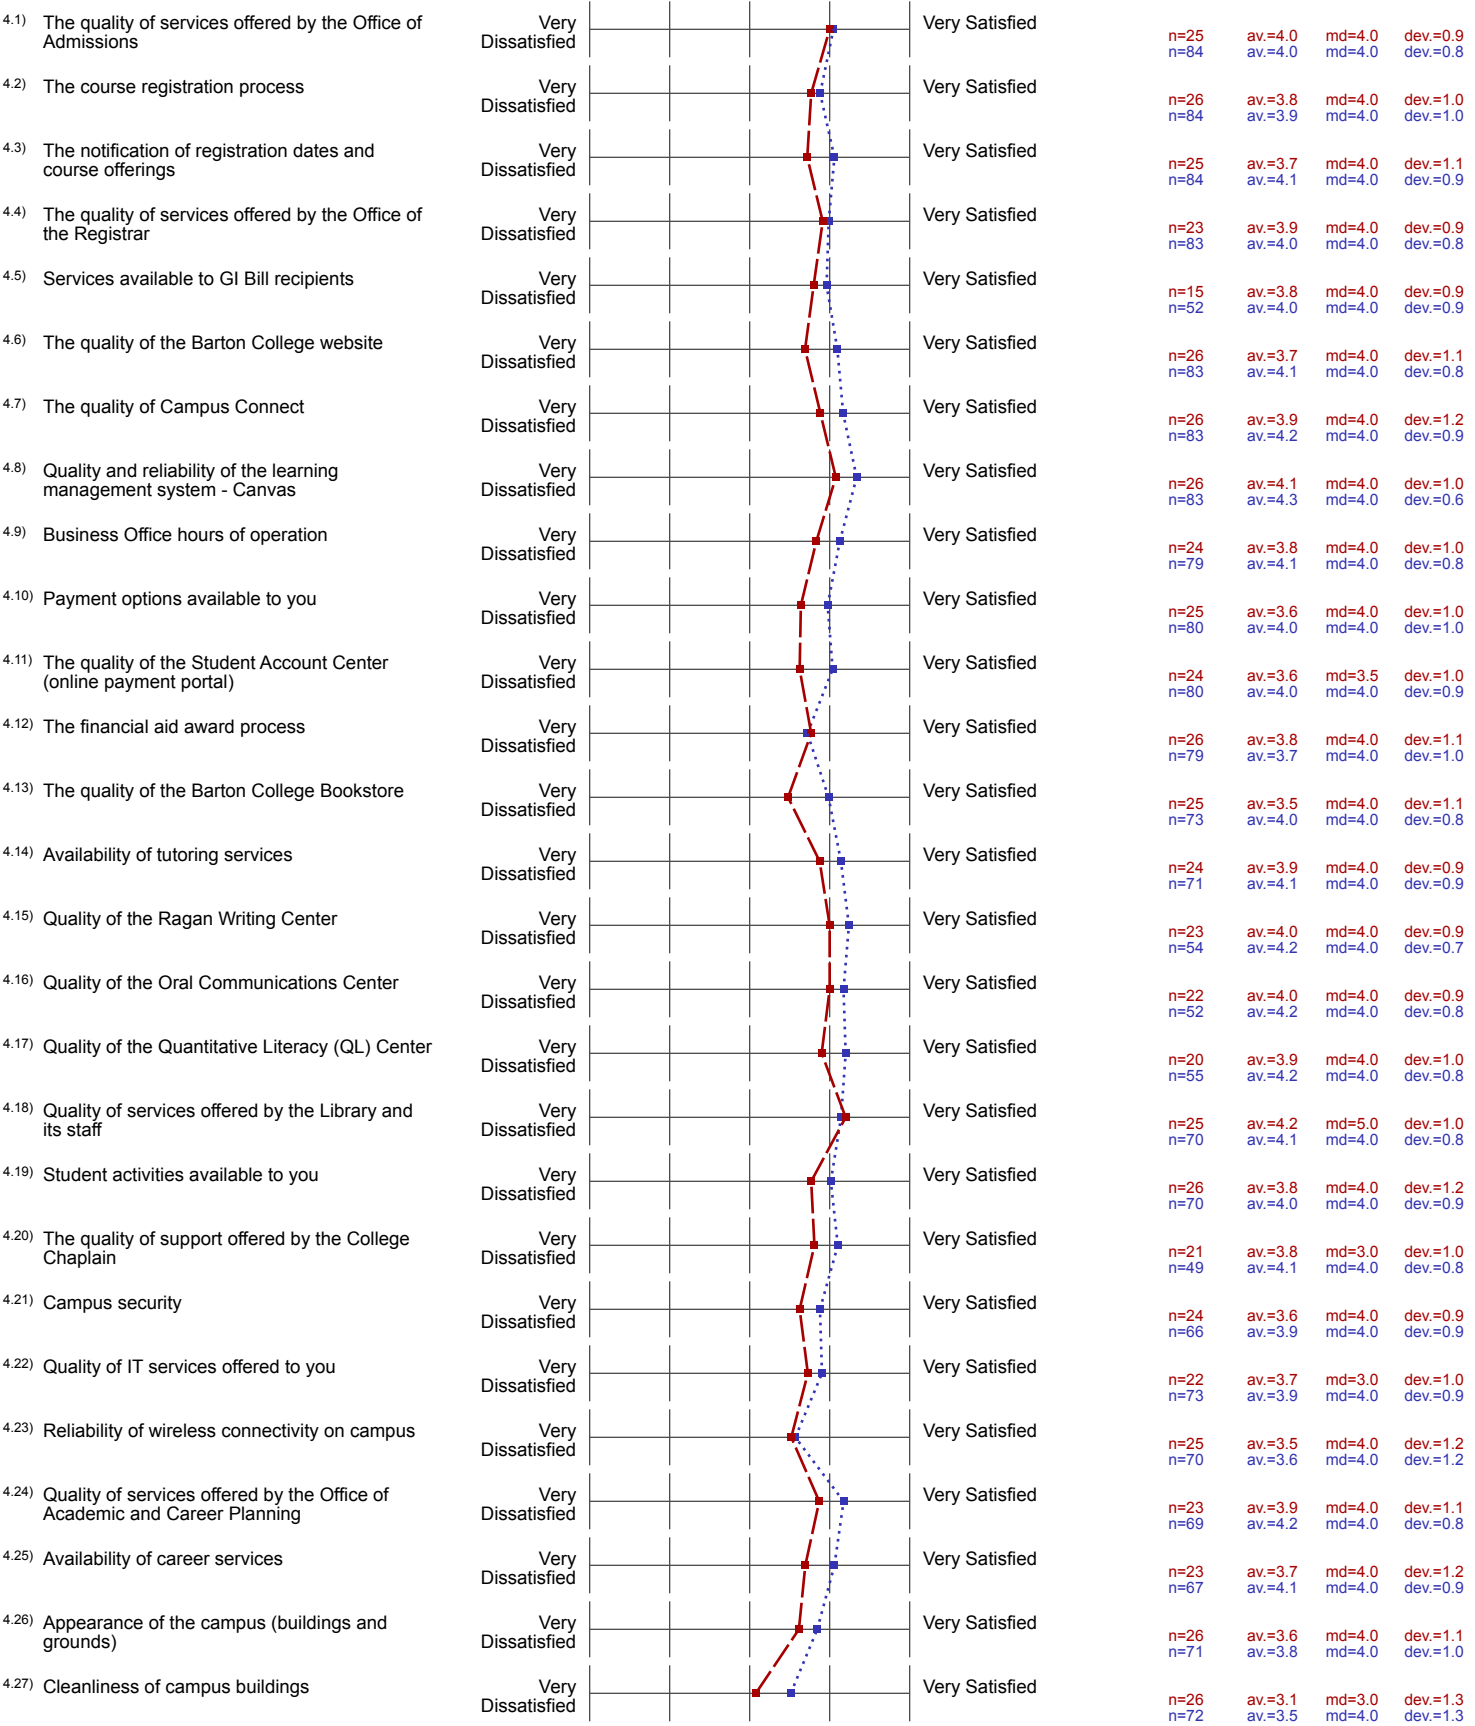 4.1) The quality of services offered by the Office of Admissions Very Dissatisfied Very Satisfied
n=25 av.=4.0 md=4.0 dev.=0.9
n=84 av.=4.0 md=4.0 dev.=0.8
4.2) The course registration process Very Dissatisfied Very Satisfied
n=26 av.=3.8 md=4.0 dev.=1.0
n=84 av.=3.9 md=4.0 dev.=1.0
4.3) The notification of registration dates and course offerings Very Dissatisfied Very Satisfied
n=25 av.=3.7 md=4.0 dev.=1.1
n=84 av.=4.1 md=4.0 dev.=0.9
4.4) The quality of services offered by the Office of the Registrar Very Dissatisfied Very Satisfied
n=23 av.=3.9 md=4.0 dev.=0.9
n=83 av.=4.0 md=4.0 dev.=0.8
4.5) Services available to GI Bill recipients Very Dissatisfied Very Satisfied
n=15 av.=3.8 md=4.0 dev.=0.9
n=52 av.=4.0 md=4.0 dev.=0.9
4.6) The quality of the Barton College website Very Dissatisfied Very Satisfied
n=26 av.=3.7 md=4.0 dev.=1.1
n=83 av.=4.1 md=4.0 dev.=0.8
4.7) The quality of Campus Connect Very Dissatisfied Very Satisfied
n=26 av.=3.9 md=4.0 dev.=1.2
n=83 av.=4.2 md=4.0 dev.=0.9
4.8) Quality and reliability of the learning management system - Canvas Very Dissatisfied Very Satisfied
n=26 av.=4.1 md=4.0 dev.=1.0
n=83 av.=4.3 md=4.0 dev.=0.6
4.9) Business Office hours of operation Very Dissatisfied Very Satisfied
n=24 av.=3.8 md=4.0 dev.=1.0
n=79 av.=4.1 md=4.0 dev.=0.8
4.10) Payment options available to you Very Dissatisfied Very Satisfied
n=25 av.=3.6 md=4.0 dev.=1.0
n=80 av.=4.0 md=4.0 dev.=1.0
4.11) The quality of the Student Account Center (online payment portal) Very Dissatisfied Very Satisfied
n=24 av.=3.6 md=3.5 dev.=1.0
n=80 av.=4.0 md=4.0 dev.=0.9
4.12) The financial aid award process Very Dissatisfied Very Satisfied
n=26 av.=3.8 md=4.0 dev.=1.1
n=79 av.=3.7 md=4.0 dev.=1.0
4.13) The quality of the Barton College Bookstore Very Dissatisfied Very Satisfied
n=25 av.=3.5 md=4.0 dev.=1.1
n=73 av.=4.0 md=4.0 dev.=0.8
4.14) Availability of tutoring services Very Dissatisfied Very Satisfied
n=24 av.=3.9 md=4.0 dev.=0.9
n=71 av.=4.1 md=4.0 dev.=0.9
4.15) Quality of the Ragan Writing Center Very Dissatisfied Very Satisfied
n=23 av.=4.0 md=4.0 dev.=0.9
n=54 av.=4.2 md=4.0 dev.=0.7
4.16) Quality of the Oral Communications Center Very Dissatisfied Very Satisfied
n=22 av.=4.0 md=4.0 dev.=0.9
n=52 av.=4.2 md=4.0 dev.=0.8
4.17) Quality of the Quantitative Literacy (QL) Center Very Dissatisfied Very Satisfied
n=20 av.=3.9 md=4.0 dev.=1.0
n=55 av.=4.2 md=4.0 dev.=0.8
4.18) Quality of services offered by the Library and its staff Very Dissatisfied Very Satisfied
n=25 av.=4.2 md=5.0 dev.=1.0
n=70 av.=4.1 md=4.0 dev.=0.8
4.19) Student activities available to you Very Dissatisfied Very Satisfied
n=26 av.=3.8 md=4.0 dev.=1.2
n=70 av.=4.0 md=4.0 dev.=0.9
4.20) The quality of support offered by the College Chaplain Very Dissatisfied Very Satisfied
n=21 av.=3.8 md=3.0 dev.=1.0
n=49 av.=4.1 md=4.0 dev.=0.8
4.21) Campus security Very Dissatisfied Very Satisfied
n=24 av.=3.6 md=4.0 dev.=0.9
n=66 av.=3.9 md=4.0 dev.=0.9
4.22) Quality of IT services offered to you Very Dissatisfied Very Satisfied
n=22 av.=3.7 md=3.0 dev.=1.0
n=73 av.=3.9 md=4.0 dev.=0.9
4.23) Reliability of wireless connectivity on campus Very Dissatisfied Very Satisfied
n=25 av.=3.5 md=4.0 dev.=1.2
n=70 av.=3.6 md=4.0 dev.=1.2
4.24) Quality of services offered by the Office of Academic and Career Planning Very Dissatisfied Very Satisfied
n=23 av.=3.9 md=4.0 dev.=1.1
n=69 av.=4.2 md=4.0 dev.=0.8
4.25) Availability of career services Very Dissatisfied Very Satisfied
n=23 av.=3.7 md=4.0 dev.=1.2
n=67 av.=4.1 md=4.0 dev.=0.9
4.26) Appearance of the campus (buildings and grounds) Very Dissatisfied Very Satisfied
n=26 av.=3.6 md=4.0 dev.=1.1
n=71 av.=3.8 md=4.0 dev.=1.0
4.27) Cleanliness of campus buildings Very Dissatisfied Very Satisfied
n=26 av.=3.1 md=3.0 dev.=1.3
n=72 av.=3.5 md=4.0 dev.=1.3